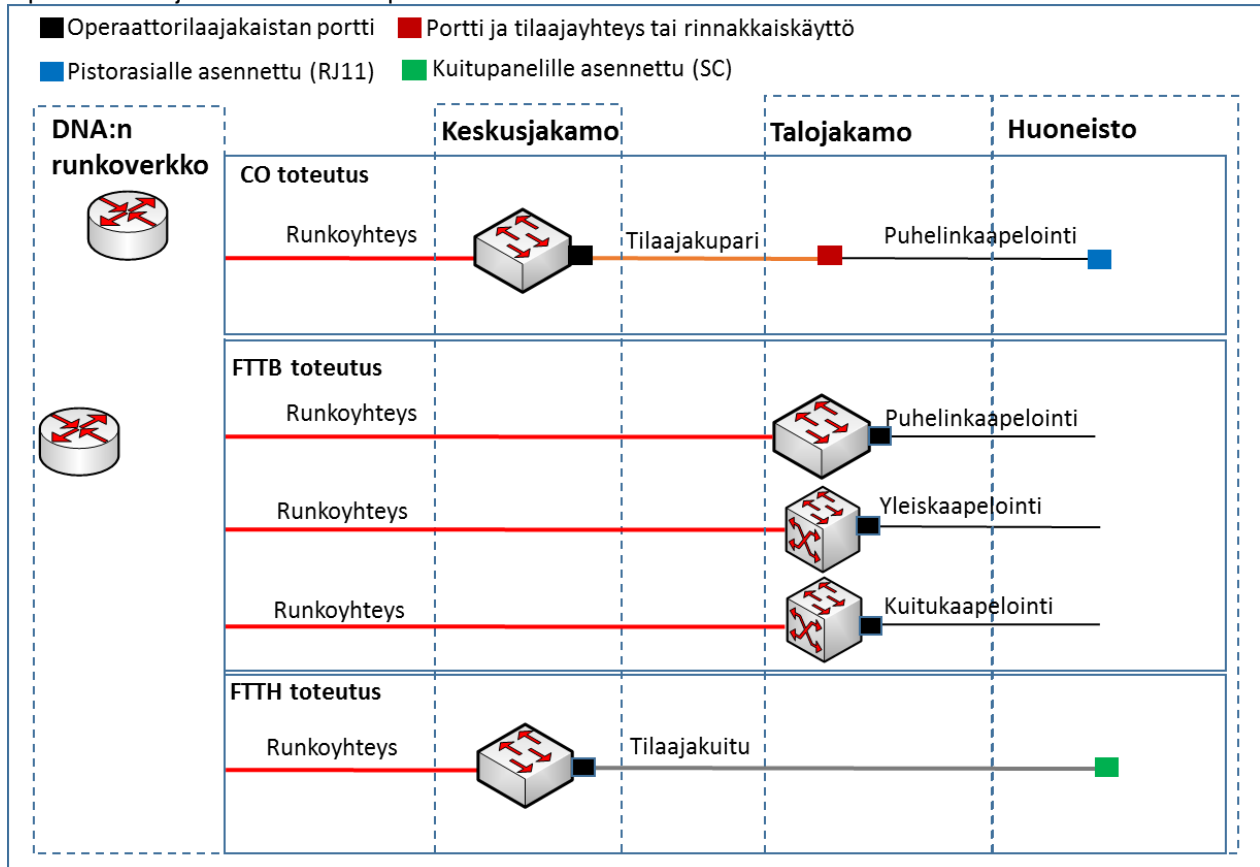 Operaattorilaajakaistan portti
Portti ja tilaajayhteys tai rinnakkaiskäyttö
Pistorasialle asennettu (RJ11)
Kuitupanelille asennettu (SC)
DNA:n
runkoverkko
Keskusjakamo
Talojakamo
Huoneisto
CO toteutus
Runkoyhteys
Tilaajakupari
Puhelinkaapelointi
FTTB toteutus
Runkoyhteys
Puhelinkaapelointi
Runkoyhteys
Yleiskaapelointi
Runkoyhteys
Kuitukaapelointi
FTTH toteutus
Runkoyhteys
Tilaajakuitu